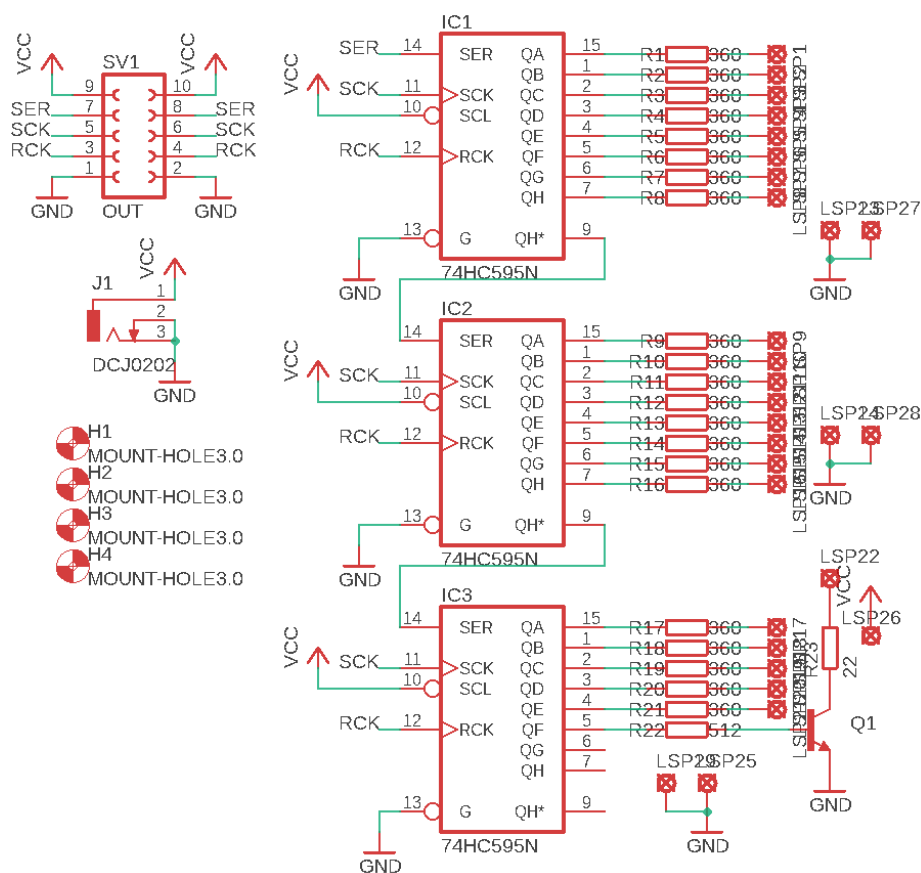 VCC
VCC
SV1
9
10
SER
7
8
SER
SCK
5
6
SCK
RCK
3
4
RCK
1
2
GND
OUT
GND
VCC
J1
1
2
3
DCJ0202
GND
H1
MOUNT-HOLE3.0
H2
MOUNT-HOLE3.0
H3
MOUNT-HOLE3.0
H4
MOUNT-HOLE3.0
IC1
SER 14 SER QA 15 R1 360
QB 1 R2 360
VCC SCK 11 SCK QC 2 R3 360
10 SCL QD 3 R4 360
QE 4 R5 360
RCK 12 RCK QF 5 R6 360
QG 6 R7 360
QH 7 R8 360
13 G QH* 9
GND
74HC595N
LSP23 LSP27
GND
IC2
14 SER QA 15 R9 360
QB 1 R10 360
VCC SCK 11 SCK QC 2 R11 360
10 SCL QD 3 R12 360
QE 4 R13 360
RCK 12 RCK QF 5 R14 360
QG 6 R15 360
QH 7 R16 360
13 G QH* 9
GND
74HC595N
LSP24 LSP28
GND
IC3
14 SER QA 15 R17 360
QB 1 R18 360
VCC SCK 11 SCK QC 2 R19 360
10 SCL QD 3 R20 360
QE 4 R21 360
RCK 12 RCK QF 5 R22 512
QG 6
QH 7
13 G QH* 9
GND
74HC595N
LSP29 LSP25
GND
LSP22
VCC
LSP26
R23
22
Q1
GND